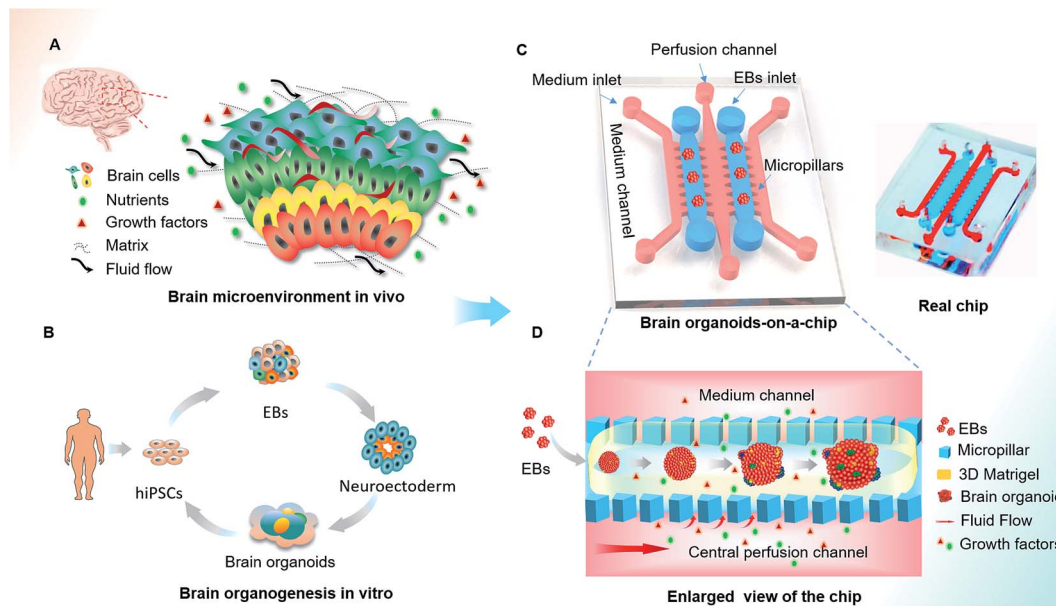 A
Brain cells
Nutrients
Growth factors
Matrix
Fluid flow
Brain microenvironment in vivo
B
EBs
hiPSCs
Neuroectoderm
Brain organoids
Brain organogenesis in vitro
C
Perfusion channel
Medium inlet
EBs inlet
Medium channel
Micropillars
Brain organoids-on-a-chip
Real chip
D
Medium channel
EBs
Central perfusion channel
EBs
Micropillar
3D Matrigel
Brain organoid
Fluid Flow
Growth factors
Enlarged view of the chip